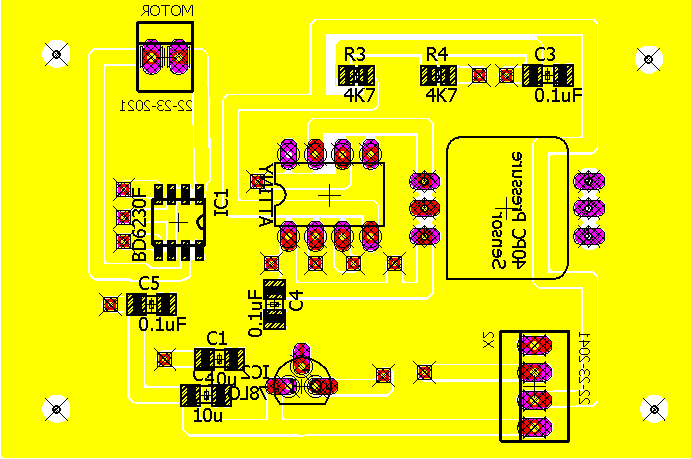 MOTOR
R3
R4
C3
4K7
4K7
0.1uF
22-23-2021
IC1
BD6230F
ATTINY
40PC Pressure
Sensor
C5
0.1uF
0.1uF
C4
C1
10u
IC2
78L0
10u
X2
22-23-2041